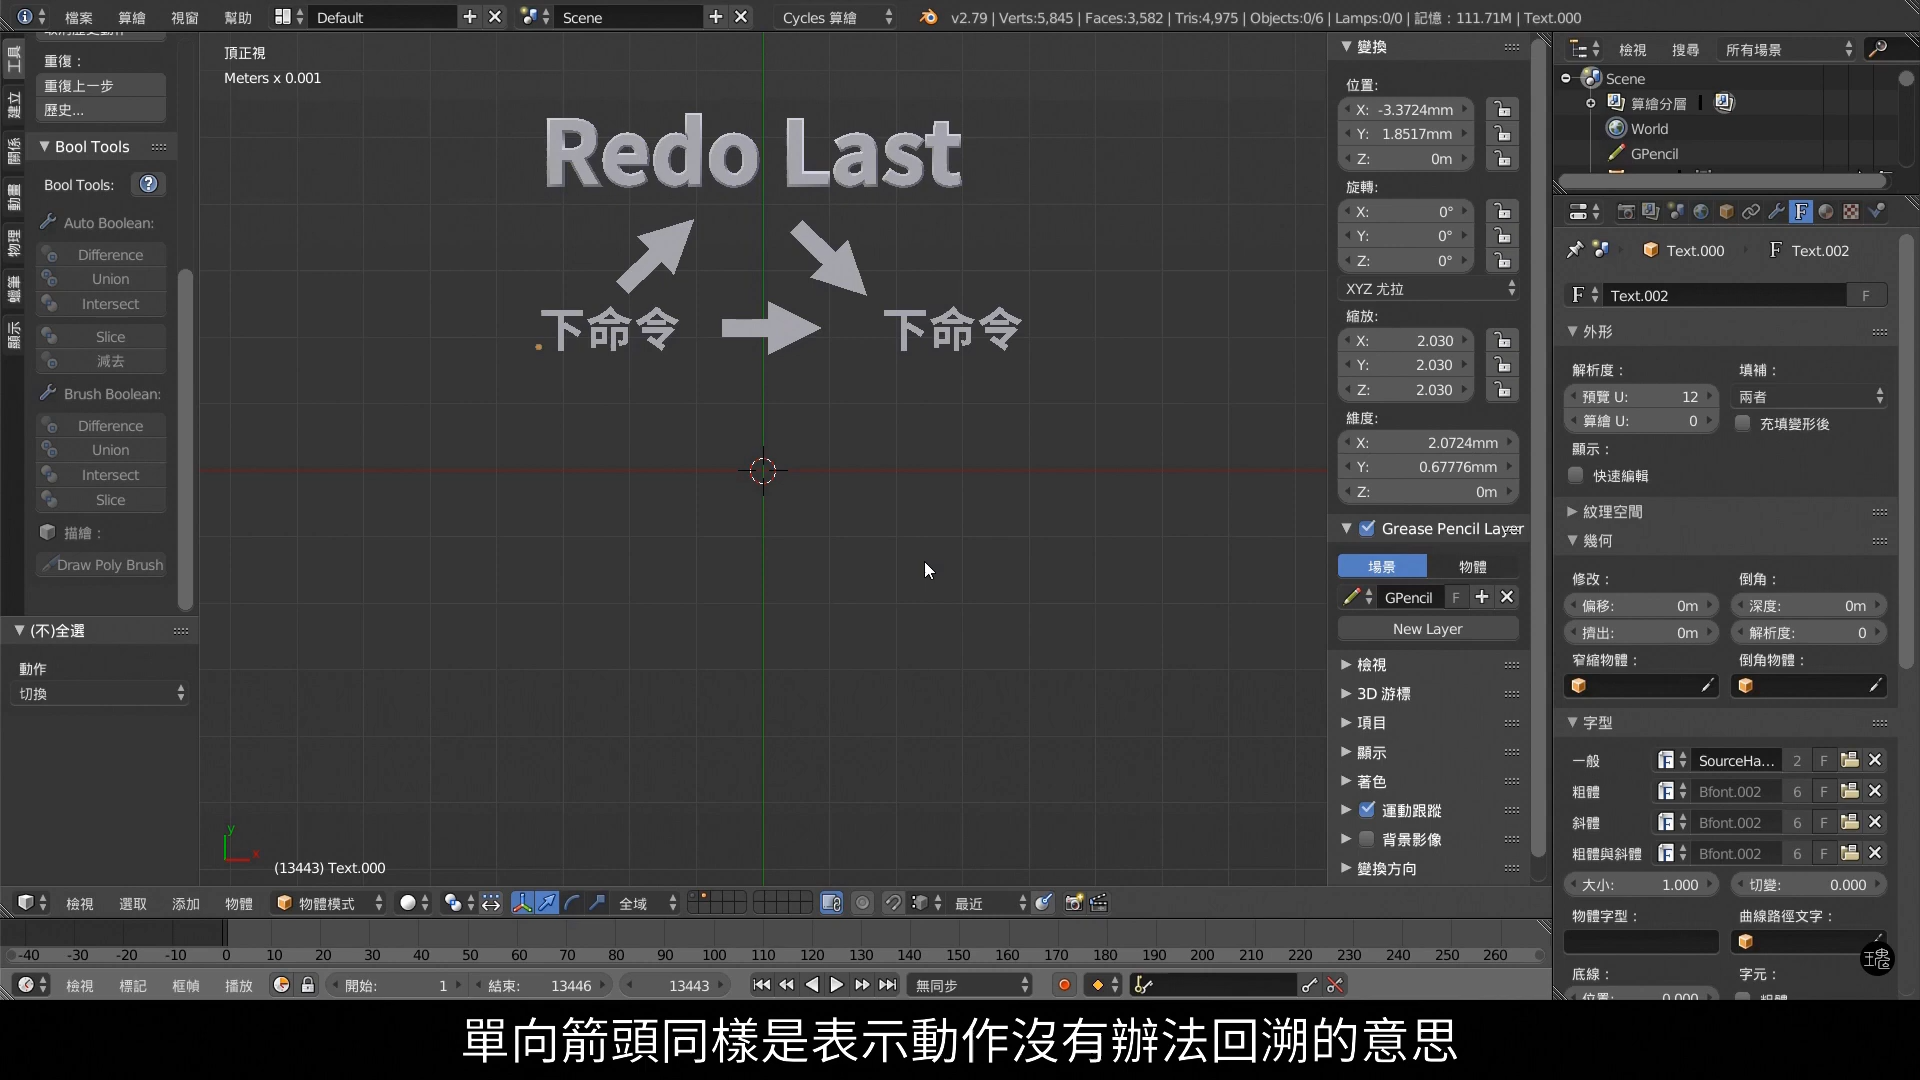 檔案 算繪 視窗 幫助 Default Scene Cycles 算繪 v2.79 | Verts:5,845 | Faces:3,582 | Tris:4,975 | Objects:0/6 | Lamps:0/0 | 記憶：111.71M | Text.000
工具
建立
關係
動畫
物理
蠟筆
顯示
重復：
重復上一步
歷史...
Bool Tools
Bool Tools:
Auto Boolean:
Difference
Union
Intersect
Slice
減去
Brush Boolean:
Difference
Union
Intersect
Slice
描繪：
Draw Poly Brush
(不)全選
動作
切換
頂正視
Meters x 0.001
Redo Last
下命令 下命令
y
x
(13443) Text.000
變換
位置:
X: -3.3724mm
Y: 1.8517mm
Z: 0m
旋轉:
X: 0°
Y: 0°
Z: 0°
XYZ 尤拉
縮放:
X: 2.030
Y: 2.030
Z: 2.030
維度:
X: 2.0724mm
Y: 0.67776mm
Z: 0m
Grease Pencil Layer
場景 物體
GPencil F
New Layer
檢視
3D 游標
項目
顯示
著色
運動跟蹤
背景影像
變換方向
檢視 搜尋 所有場景
Scene
算繪分層 |
World
GPencil
Text.000 F Text.002
F Text.002 F
外形
解析度： 填補：
預覽 U: 12 兩者
算繪 U: 0 充填變形後
顯示：
快速編輯
紋理空間
幾何
修改： 倒角：
偏移: 0m 深度: 0m
擠出: 0m 解析度: 0
窄縮物體： 倒角物體：
字型
一般 F SourceHa... 2 F
粗體 F Bfont.002 6 F
斜體 F Bfont.002 6 F
粗體與斜體 F Bfont.002 6 F
大小: 1.000 切變: 0.000
物體字型： 曲線路徑文字：
底線： 字元：
檢視 選取 添加 物體 物體模式 全域 最近
-40 -30 -20 -10 0 10 20 30 40 50 60 70 80 90 100 110 120 130 140 150 160 170 180 190 200 210 220 230 240 250 260
檢視 標記 框幀 播放 開始: 1 結束: 13446 13443 無同步
單向箭頭同樣是表示動作沒有辦法回溯的意思